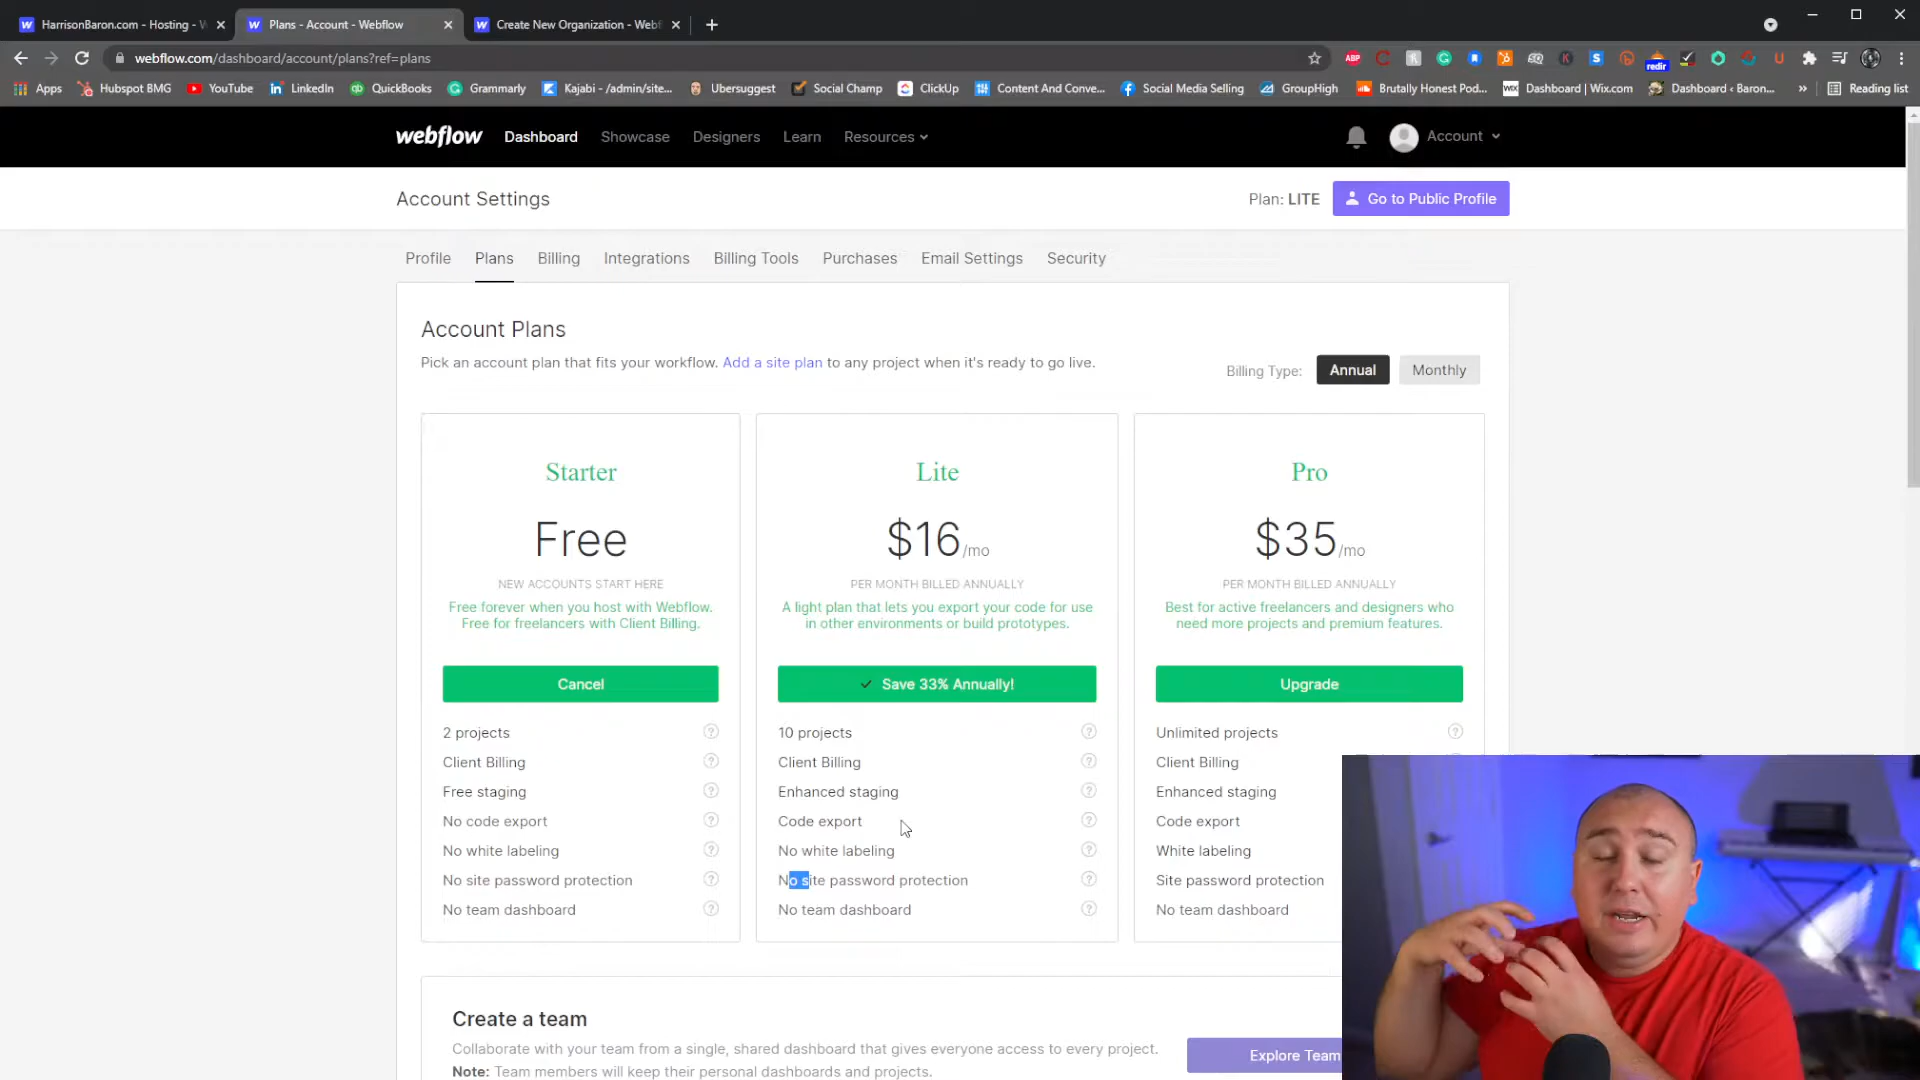 HarrisonBaron.com - Hosting -
Plans - Account - Webflow
Create New Organization - Webf
webflow.com/dashboard/account/plans?ref=plans
ABP
redir
Apps
Hubspot BMG
YouTube
LinkedIn
QuickBooks
Grammarly
Kajabi - /admin/site...
Ubersuggest
Social Champ
ClickUp
Content And Conve...
Social Media Selling
GroupHigh
Brutally Honest Pod...
Dashboard | Wix.com
Dashboard ‹ Baron...
»
Reading list
webflow
Dashboard
Showcase
Designers
Learn
Resources
Account
Account Settings
Plan: LITE
Go to Public Profile
Profile
Plans
Billing
Integrations
Billing Tools
Purchases
Email Settings
Security
Account Plans
Pick an account plan that fits your workflow. Add a site plan to any project when it's ready to go live.
Billing Type:
Annual
Monthly
Starter
Free
NEW ACCOUNTS START HERE
Free forever when you host with Webflow.
Free for freelancers with Client Billing.
Cancel
2 projects
Client Billing
Free staging
No code export
No white labeling
No site password protection
No team dashboard
Lite
$16/mo
PER MONTH BILLED ANNUALLY
A light plan that lets you export your code for use
in other environments or build prototypes.
Save 33% Annually!
10 projects
Client Billing
Enhanced staging
Code export
No white labeling
No site password protection
No team dashboard
Pro
$35/mo
PER MONTH BILLED ANNUALLY
Best for active freelancers and designers who
need more projects and premium features.
Upgrade
Unlimited projects
Client Billing
Enhanced staging
Code export
White labeling
Site password protection
No team dashboard
Create a team
Collaborate with your team from a single, shared dashboard that gives everyone access to every project.
Note: Team members will keep their personal dashboards and projects.
Explore Team